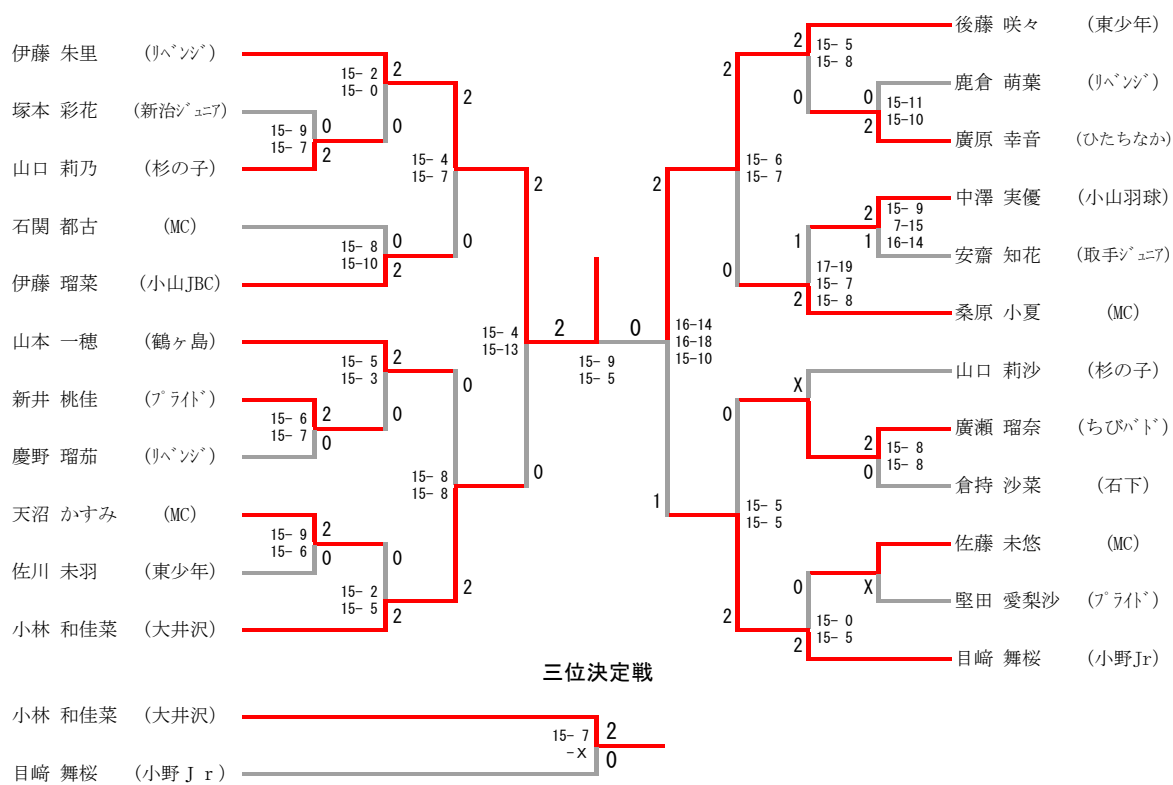 伊藤 朱里 (ﾘﾍﾞﾝｼﾞ)
塚本 彩花 (新治ｼﾞｭﾆｱ)
山口 莉乃 (杉の子)
石関 都古 (MC)
伊藤 瑠菜 (小山JBC)
山本 一穂 (鶴ヶ島)
新井 桃佳 (ﾌﾟﾗｲﾄﾞ)
慶野 瑠茄 (ﾘﾍﾞﾝｼﾞ)
天沼 かすみ (MC)
佐川 未羽 (東少年)
小林 和佳菜 (大井沢)
15- 2
15- 0
2
0
15- 9
15- 7
0
2
15- 8
15-10
0
2
15- 4
15- 7
2
0
15- 5
15- 3
2
0
15- 6
15- 7
2
0
15- 9
15- 6
2
0
15- 2
15- 5
0
2
15- 8
15- 8
0
2
15- 4
15-13
2
0
2
0
15- 9
15- 5
後藤 咲々 (東少年)
鹿倉 萌葉 (ﾘﾍﾞﾝｼﾞ)
廣原 幸音 (ひたちなか)
中澤 実優 (小山羽球)
安齋 知花 (取手ｼﾞｭﾆｱ)
桑原 小夏 (MC)
山口 莉沙 (杉の子)
廣瀬 瑠奈 (ちびﾊﾞﾄﾞ)
倉持 沙菜 (石下)
佐藤 未悠 (MC)
堅田 愛梨沙 (ﾌﾟﾗｲﾄﾞ)
目﨑 舞桜 (小野Jr)
2
0
15- 5
15- 8
0
2
15-11
15-10
2
1
15- 9
7-15
16-14
1
2
17-19
15- 7
15- 8
2
0
15- 6
15- 7
X
2
0
15- 8
15- 8
X
0
2
15- 0
15- 5
0
2
15- 5
15- 5
2
1
16-14
16-18
15-10
三位決定戦
小林 和佳菜 (大井沢)
目﨑 舞桜 (小野Ｊｒ)
15- 7
-X
2
0